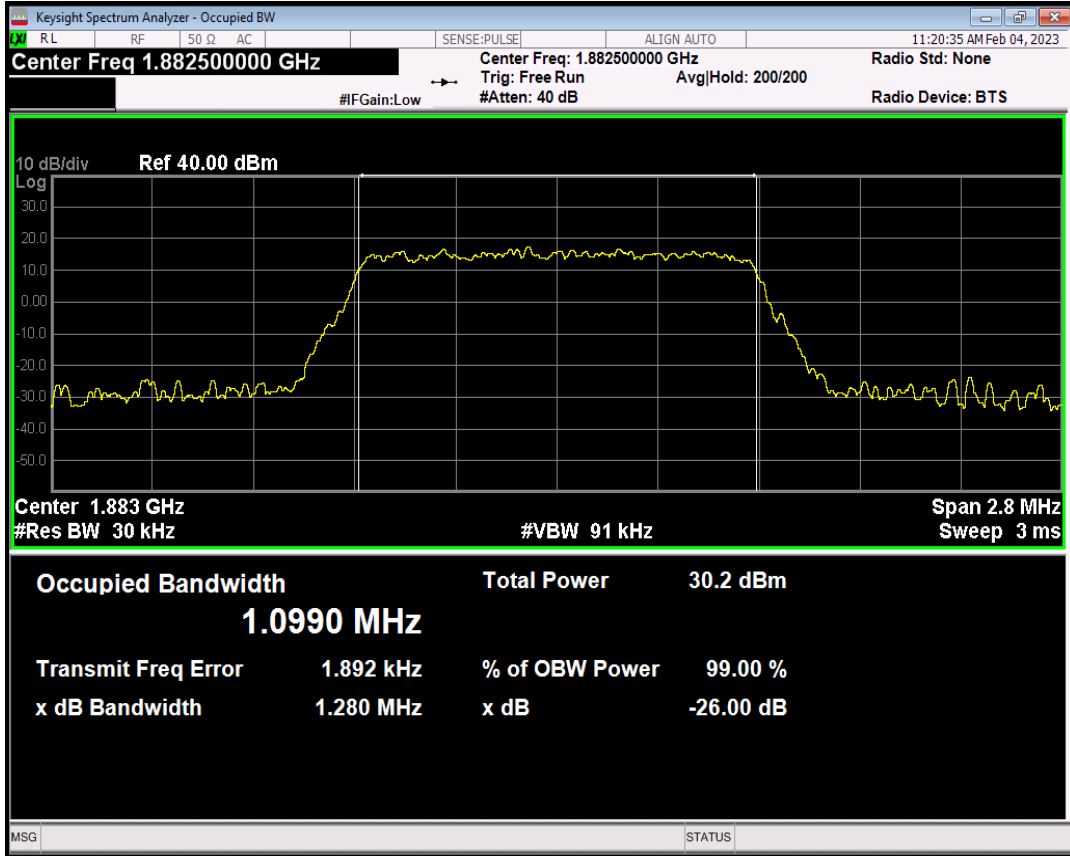 Keysight Spectrum Analyzer - Occupied BW
LXI RL RF 50 Ω AC SENSE:PULSE ALIGN AUTO 11:20:35 AM Feb 04, 2023
Center Freq 1.882500000 GHz Center Freq: 1.882500000 GHz Radio Std: None
Trig: Free Run Avg|Hold: 200/200
#IFGain:Low #Atten: 40 dB Radio Device: BTS
10 dB/div Ref 40.00 dBm
Log
30.0
20.0
10.0
0.00
-10.0
-20.0
-30.0
-40.0
-50.0
Center 1.883 GHz Span 2.8 MHz
#Res BW 30 kHz #VBW 91 kHz Sweep 3 ms
Occupied Bandwidth Total Power 30.2 dBm
1.0990 MHz
Transmit Freq Error 1.892 kHz % of OBW Power 99.00 %
x dB Bandwidth 1.280 MHz x dB -26.00 dB
MSG STATUS